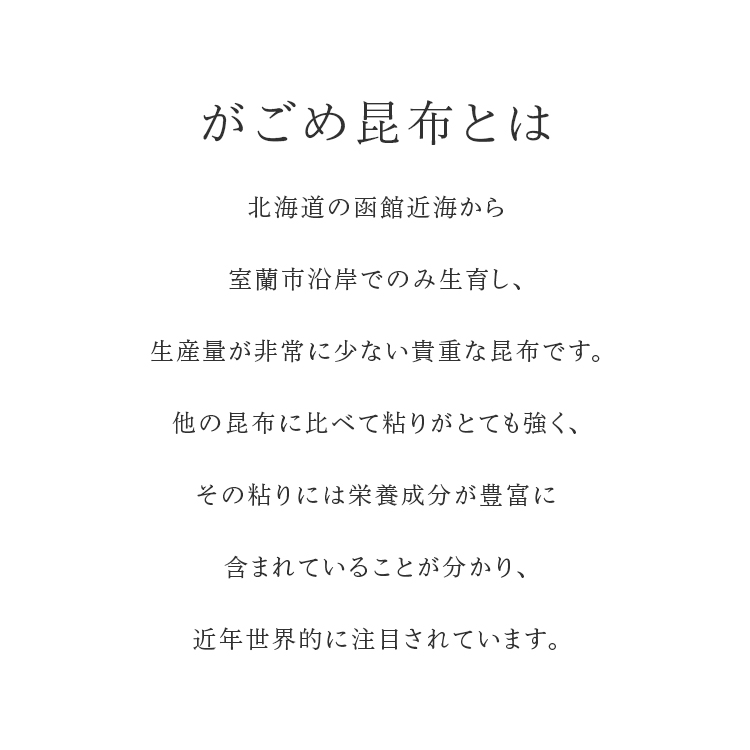 がごめ昆布とは
北海道の函館近海から
室蘭市沿岸でのみ生育し、
生産量が非常に少ない貴重な昆布です。
他の昆布に比べて粘りがとても強く、
その粘りには栄養成分が豊富に
含まれていることが分かり、
近年世界的に注目されています。